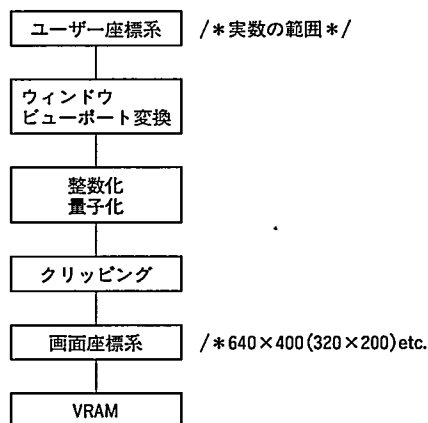 ユーザー座標系 /*実数の範囲*/
ウィンドウ
ビューポート変換
整数化
量子化
クリッピング
画面座標系 /*640×400(320×200)etc.
VRAM